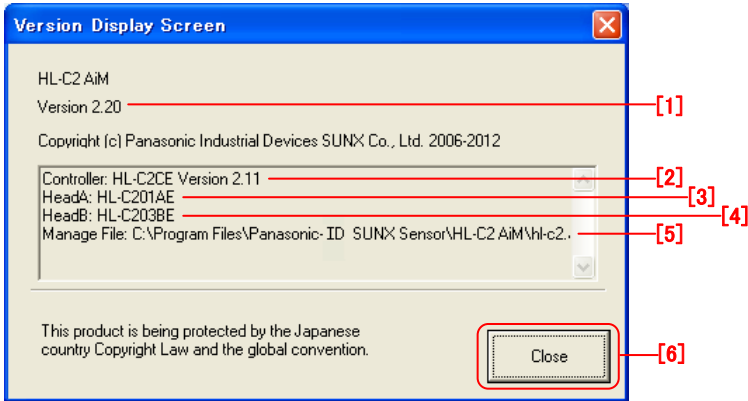 Version Display Screen
HL-C2 AiM
Version 2.20
[1]
Copyright (c) Panasonic Industrial Devices SUNX Co., Ltd. 2006-2012
Controller: HL-C2CE Version 2.11
[2]
HeadA: HL-C201AE
[3]
HeadB: HL-C203BE
[4]
Manage File: C:\Program Files\Panasonic-ID SUNX Sensor\HL-C2 AiM\hl-c2.
[5]
This product is being protected by the Japanese
country Copyright Law and the global convention.
Close
[6]